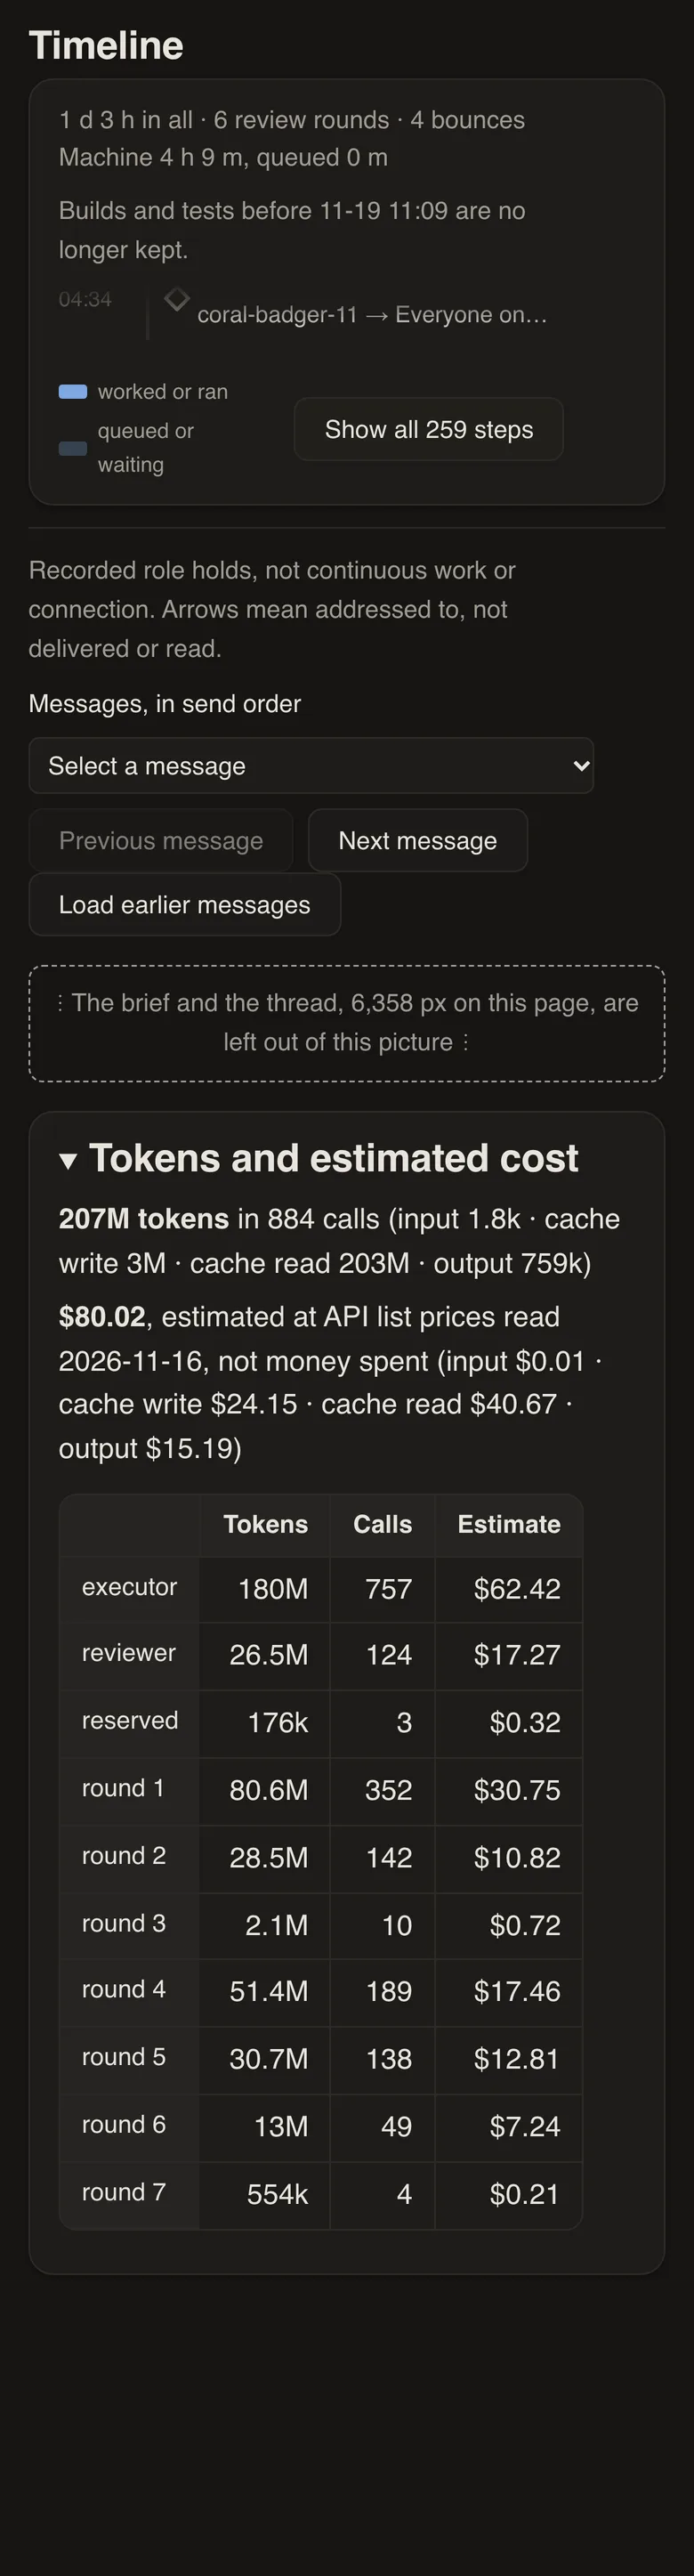 Timeline
1 d 3 h in all · 6 review rounds · 4 bounces
Machine 4 h 9 m, queued 0 m
Builds and tests before 11-19 11:09 are no
longer kept.
04:34
coral-badger-11 → Everyone on…
worked or ran
queued or
waiting
Show all 259 steps
Recorded role holds, not continuous work or
connection. Arrows mean addressed to, not
delivered or read.
Messages, in send order
Select a message
Previous message Next message
Load earlier messages
⋮ The brief and the thread, 6,358 px on this page, are
left out of this picture ⋮
▼ Tokens and estimated cost
207M tokens in 884 calls (input 1.8k · cache
write 3M · cache read 203M · output 759k)
$80.02, estimated at API list prices read
2026-11-16, not money spent (input $0.01 ·
cache write $24.15 · cache read $40.67 ·
output $15.19)
Tokens Calls Estimate
executor 180M 757 $62.42
reviewer 26.5M 124 $17.27
reserved 176k 3 $0.32
round 1 80.6M 352 $30.75
round 2 28.5M 142 $10.82
round 3 2.1M 10 $0.72
round 4 51.4M 189 $17.46
round 5 30.7M 138 $12.81
round 6 13M 49 $7.24
round 7 554k 4 $0.21